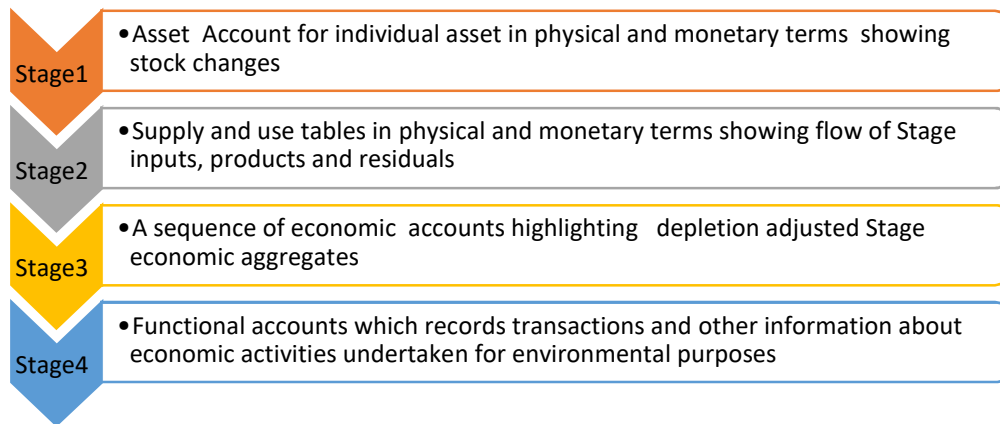 Stage1
•Asset Account for individual asset in physical and monetary terms showing
stock changes
Stage2
•Supply and use tables in physical and monetary terms showing flow of Stage
inputs, products and residuals
Stage3
•A sequence of economic accounts highlighting depletion adjusted Stage
economic aggregates
Stage4
•Functional accounts which records transactions and other information about
economic activities undertaken for environmental purposes